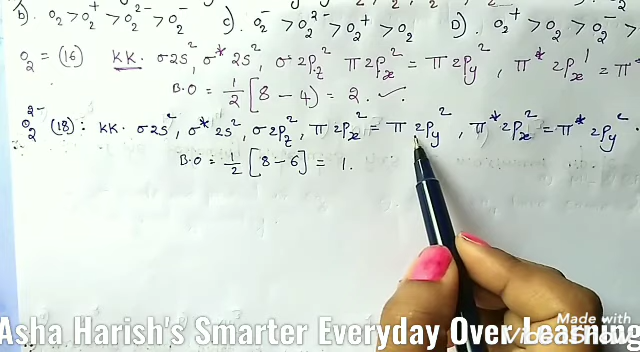 b). O₂ > O₂⁺ > O₂²⁻ > O₂⁻ C). O₂⁻ > O₂²⁻ > O₂⁺ > O₂ D). O₂⁺ > O₂ > O₂⁻ >
O₂ = (16) KK. σ2s², σ*2s², σ2Pz² π2Px² = π2Py², π*2Px¹ = π*
B.O = 1/2 [8 - 4) = 2. ✓.
O₂²⁻ (18): KK. σ2s², σ*2s², σ2Pz², π2Px² = π2Py², π*2Px² = π*2Py²
B.O = 1/2 [8 - 6] = 1.
Made with
VideoShow
Asha Harish's Smarter Everyday Over Learning